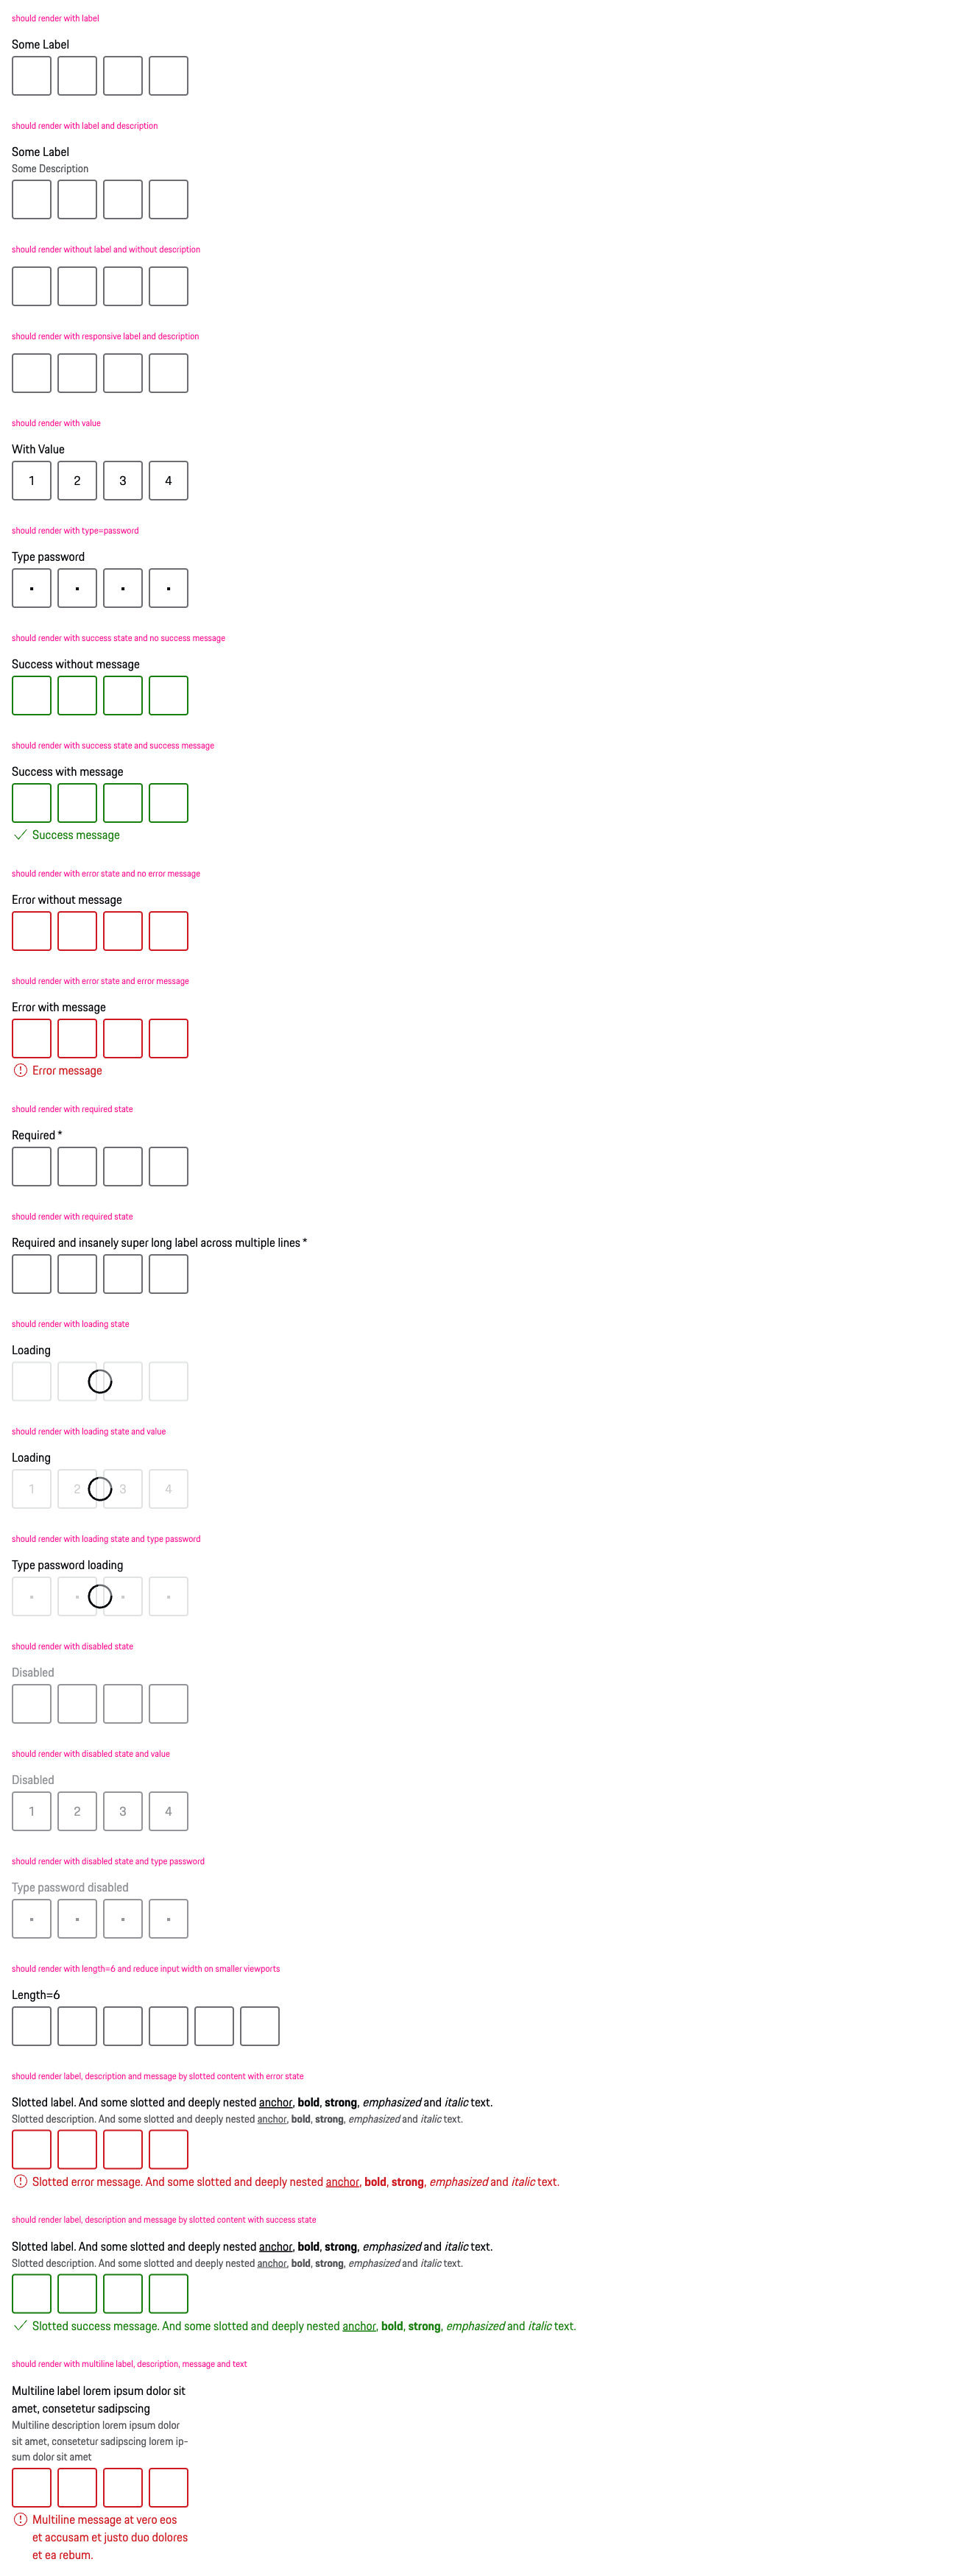 should render with label
Some Label
should render with label and description
Some Label
Some Description
should render without label and without description
should render with responsive label and description
should render with value
With Value
1 2 3 4
should render with type=password
Type password
should render with success state and no success message
Success without message
should render with success state and success message
Success with message
Success message
should render with error state and no error message
Error without message
should render with error state and error message
Error with message
Error message
should render with required state
Required *
should render with required state
Required and insanely super long label across multiple lines *
should render with loading state
Loading
should render with loading state and value
Loading
1 2 3 4
should render with loading state and type password
Type password loading
should render with disabled state
Disabled
should render with disabled state and value
Disabled
1 2 3 4
should render with disabled state and type password
Type password disabled
should render with length=6 and reduce input width on smaller viewports
Length=6
should render label, description and message by slotted content with error state
Slotted label. And some slotted and deeply nested anchor, bold, strong, emphasized and italic text.
Slotted description. And some slotted and deeply nested anchor, bold, strong, emphasized and italic text.
Slotted error message. And some slotted and deeply nested anchor, bold, strong, emphasized and italic text.
should render label, description and message by slotted content with success state
Slotted label. And some slotted and deeply nested anchor, bold, strong, emphasized and italic text.
Slotted description. And some slotted and deeply nested anchor, bold, strong, emphasized and italic text.
Slotted success message. And some slotted and deeply nested anchor, bold, strong, emphasized and italic text.
should render with multiline label, description, message and text
Multiline label lorem ipsum dolor sit
amet, consetetur sadipscing
Multiline description lorem ipsum dolor
sit amet, consetetur sadipscing lorem ip-
sum dolor sit amet
Multiline message at vero eos
et accusam et justo duo dolores
et ea rebum.